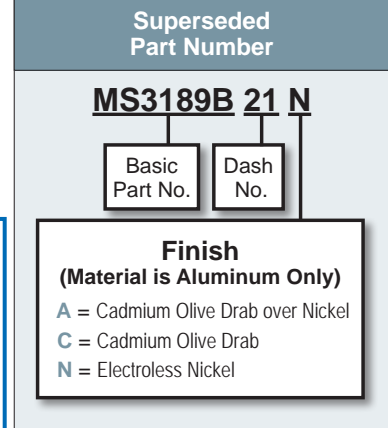 Superseded
Part Number
MS3189B 21 N
Basic
Part No.
Dash
No.
Finish
(Material is Aluminum Only)
A = Cadmium Olive Drab over Nickel
C = Cadmium Olive Drab
N = Electroless Nickel